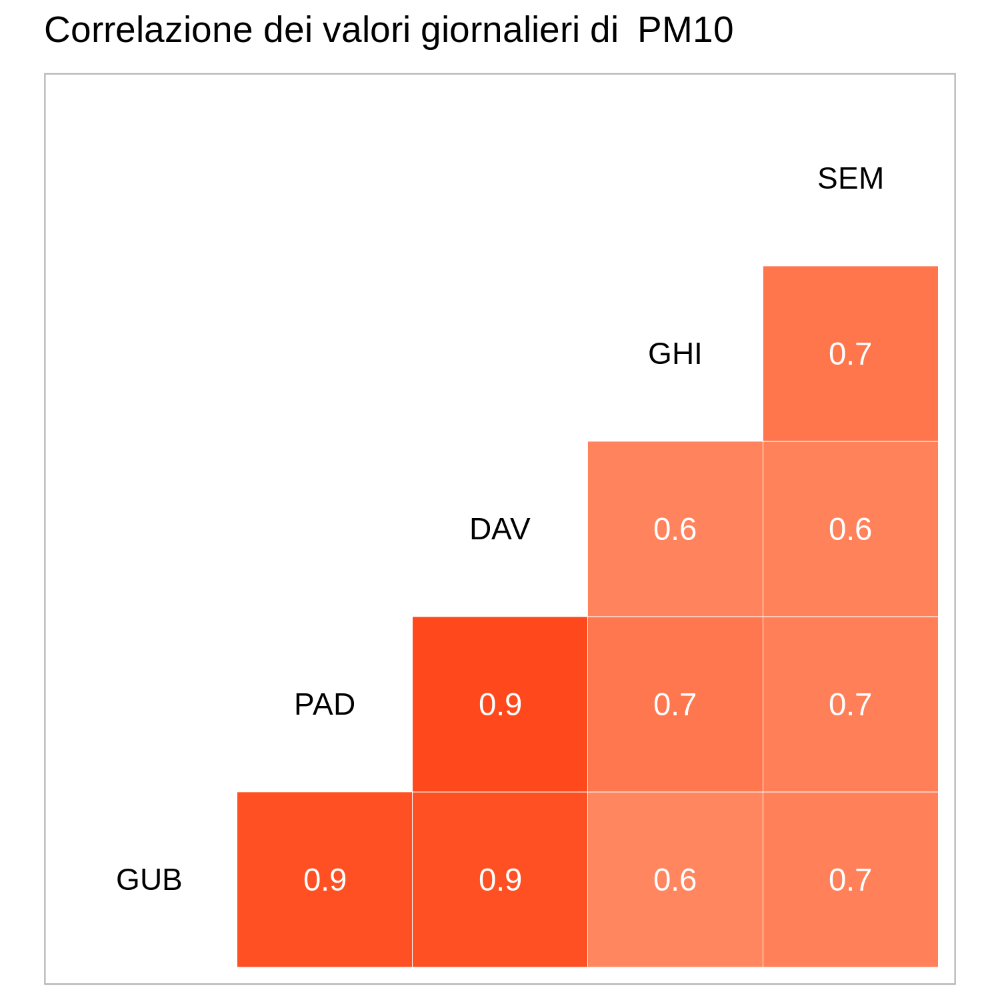 Correlazione dei valori giornalieri di PM10
SEM
GHI 0.7
DAV 0.6 0.6
PAD 0.9 0.7 0.7
GUB 0.9 0.9 0.6 0.7